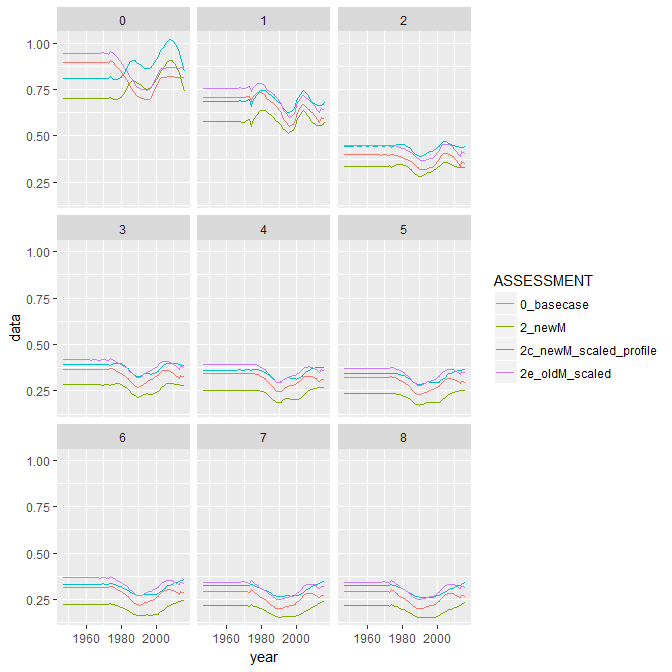 0 1 2
1.00
0.75
0.50
0.25
3 4 5
1.00
0.75
0.50
0.25
data
6 7 8
1.00
0.75
0.50
0.25
1960 1980 2000 1960 1980 2000 1960 1980 2000
year
ASSESSMENT
0_basecase
2_newM
2c_newM_scaled_profile
2e_oldM_scaled